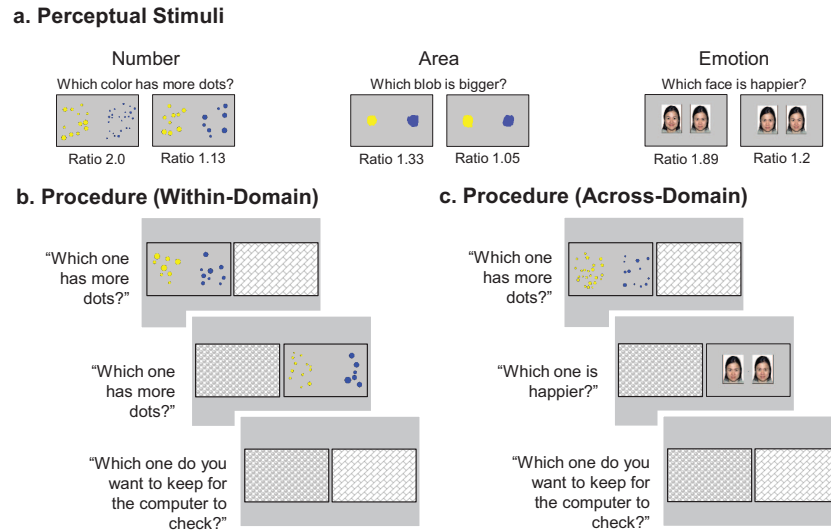 a. Perceptual Stimuli
Number
Which color has more dots?
Ratio 2.0
Ratio 1.13
Area
Which blob is bigger?
Ratio 1.33
Ratio 1.05
Emotion
Which face is happier?
Ratio 1.89
Ratio 1.2
b. Procedure (Within-Domain)
“Which one
has more
dots?”
“Which one
has more
dots?”
“Which one do you
want to keep for
the computer to
check?”
c. Procedure (Across-Domain)
“Which one
has more
dots?”
“Which one is
happier?”
“Which one do you
want to keep for
the computer to
check?”